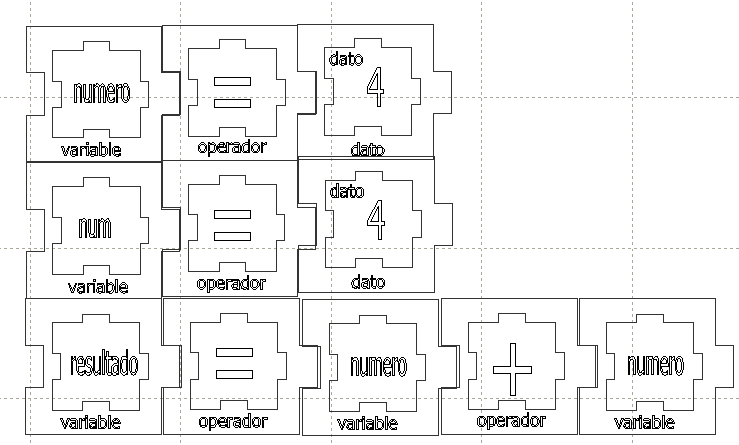 numero = dato 4
variable operador dato
num = dato 4
variable operador dato
resultado = numero + numero
variable operador variable operador variable